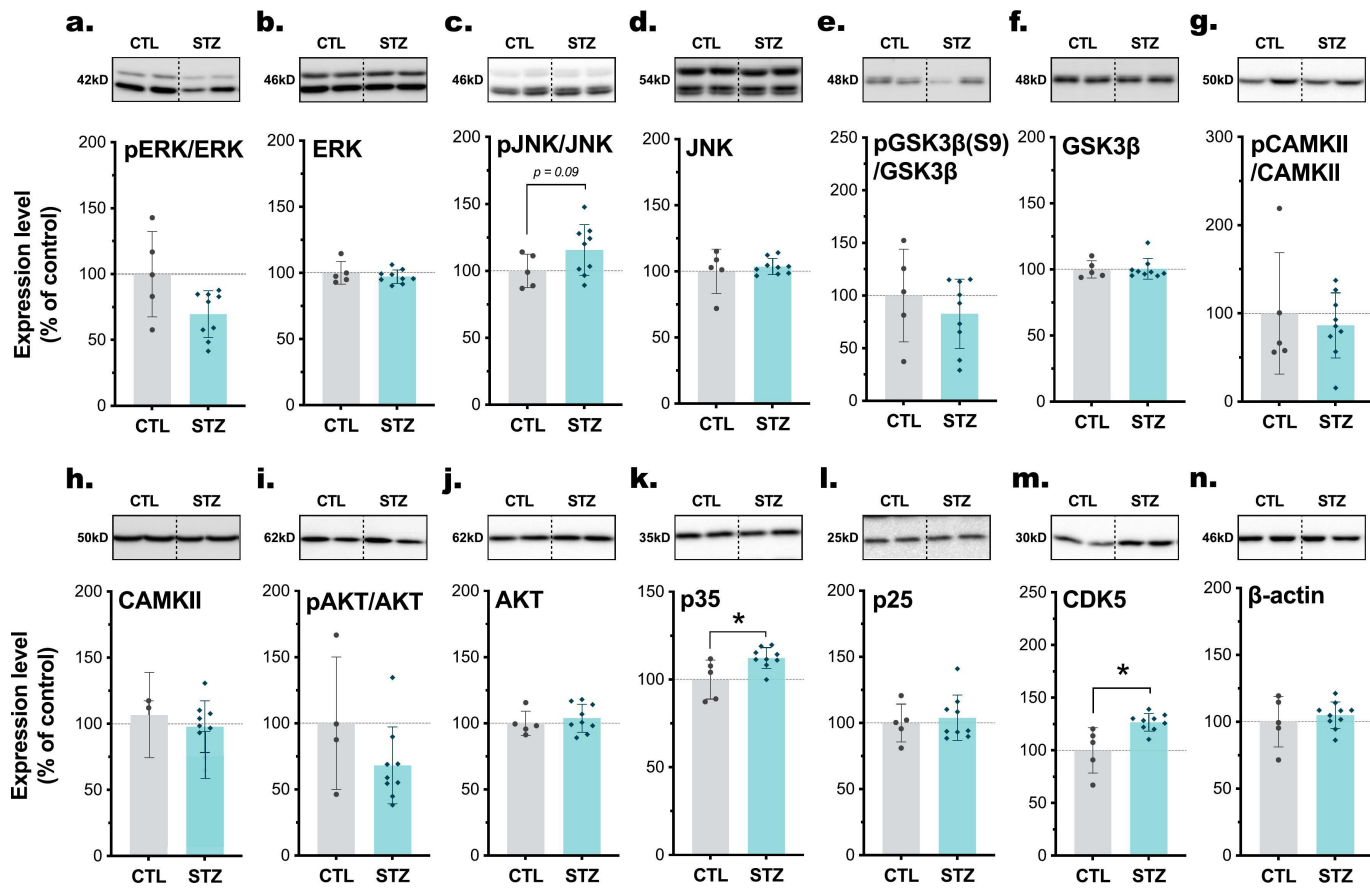 a. b. c. d. e. f. g.
CTL STZ CTL STZ CTL STZ CTL STZ CTL STZ CTL STZ CTL STZ
42kD 46kD 46kD 54kD 48kD 48kD 50kD
Expression level
(% of control)
pERK/ERK
200
150
100
50
0
CTL STZ
ERK
200
150
100
50
0
CTL STZ
pJNK/JNK
p = 0.09
200
150
100
50
0
CTL STZ
JNK
200
150
100
50
0
CTL STZ
pGSK3β(S9)
/GSK3β
250
200
150
100
50
0
CTL STZ
GSK3β
200
150
100
50
0
CTL STZ
pCAMKII
/CAMKII
300
200
150
100
50
0
CTL STZ
h. i. j. k. l. m. n.
CTL STZ CTL STZ CTL STZ CTL STZ CTL STZ CTL STZ CTL STZ
50kD 62kD 62kD 35kD 25kD 30kD 46kD
Expression level
(% of control)
CAMKII
200
150
100
50
0
CTL STZ
pAKT/AKT
200
150
100
50
0
CTL STZ
AKT
200
150
100
50
0
CTL STZ
p35
*
150
100
50
0
CTL STZ
p25
200
150
100
50
0
CTL STZ
CDK5
*
250
200
150
100
50
0
CTL STZ
β-actin
200
150
100
50
0
CTL STZ